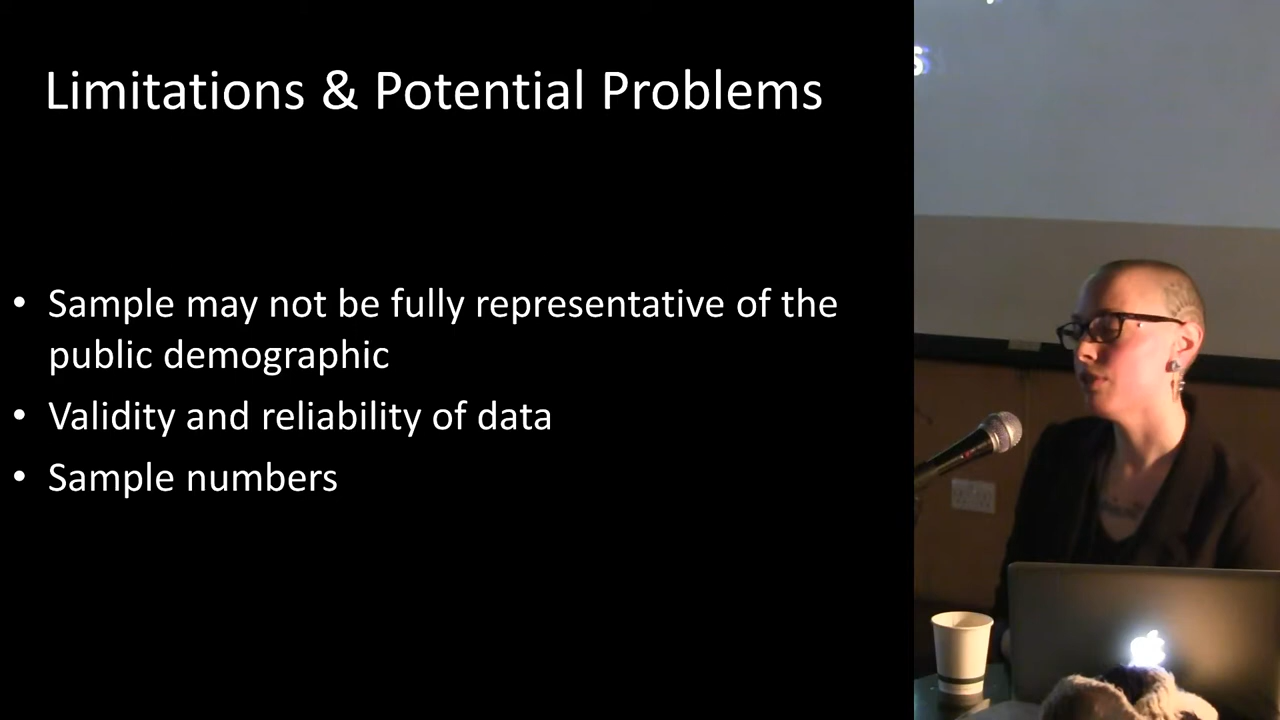 Limitations & Potential Problems
• Sample may not be fully representative of the
public demographic
• Validity and reliability of data
• Sample numbers